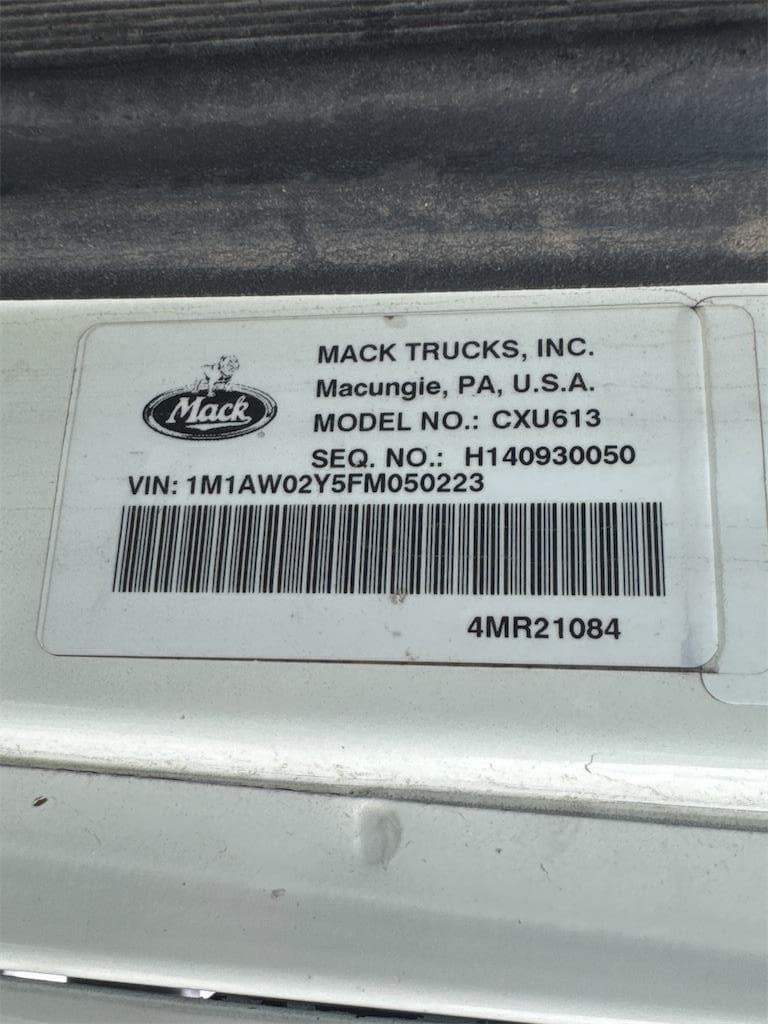 MACK TRUCKS, INC.
Macungie, PA, U.S.A.
Mack
MODEL NO.: CXU613
SEQ. NO.: H140930050
VIN: 1M1AW02Y5FM050223
4MR21084